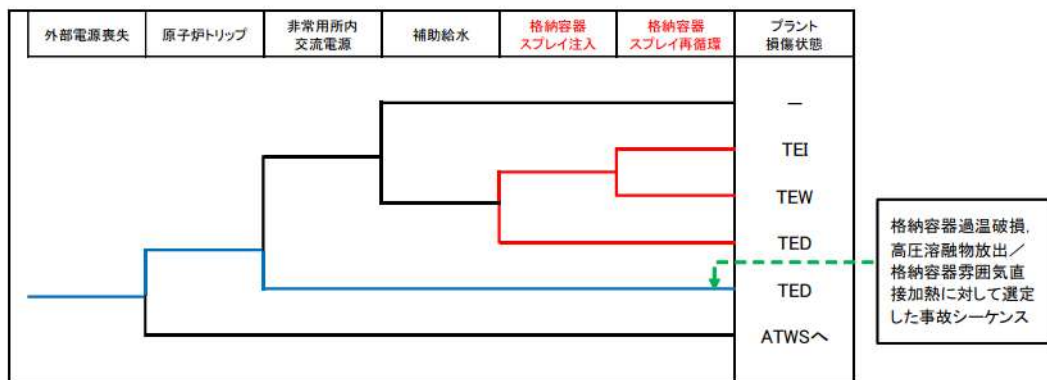 外部電源喪失
原子炉トリップ
非常用所内
交流電源
補助給水
格納容器
スプレイ注入
格納容器
スプレイ再循環
プラント
損傷状態
－
TEI
TEW
TED
TED
ATWSへ
格納容器過温破損，
高圧溶融物放出／
格納容器雰囲気直
接加熱に対して選定
した事故シーケンス